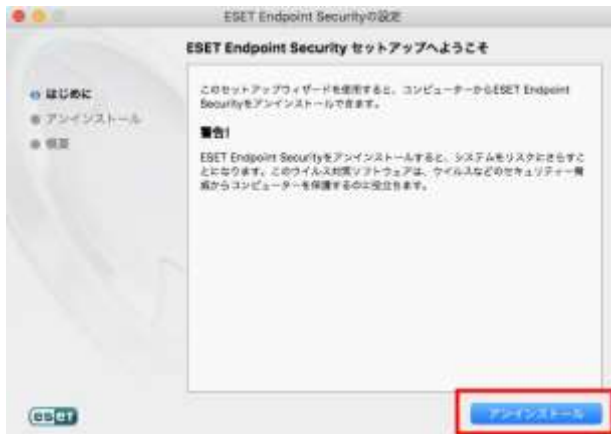 ESET Endpoint Securityの設定
ESET Endpoint Security セットアップへようこそ
はじめに
アンインストール
概要
このセットアップウィザードを使用すると、コンピューターからESET Endpoint
Securityをアンインストールできます。
警告!
ESET Endpoint Securityをアンインストールすると、システムをリスクにさらすこ
とになります。このウイルス対策ソフトウェアは、ウイルスなどのセキュリティー脅
威からコンピューターを保護するのに役立ちます。
eset
アンインストール